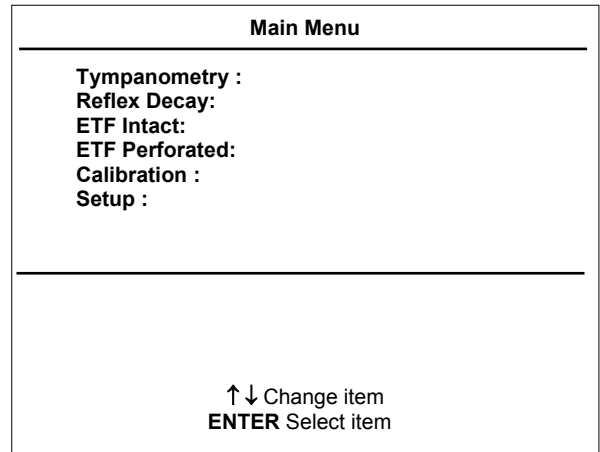 Main Menu
Tympanometry :
Reflex Decay:
ETF Intact:
ETF Perforated:
Calibration :
Setup :
↑↓ Change item
ENTER Select item